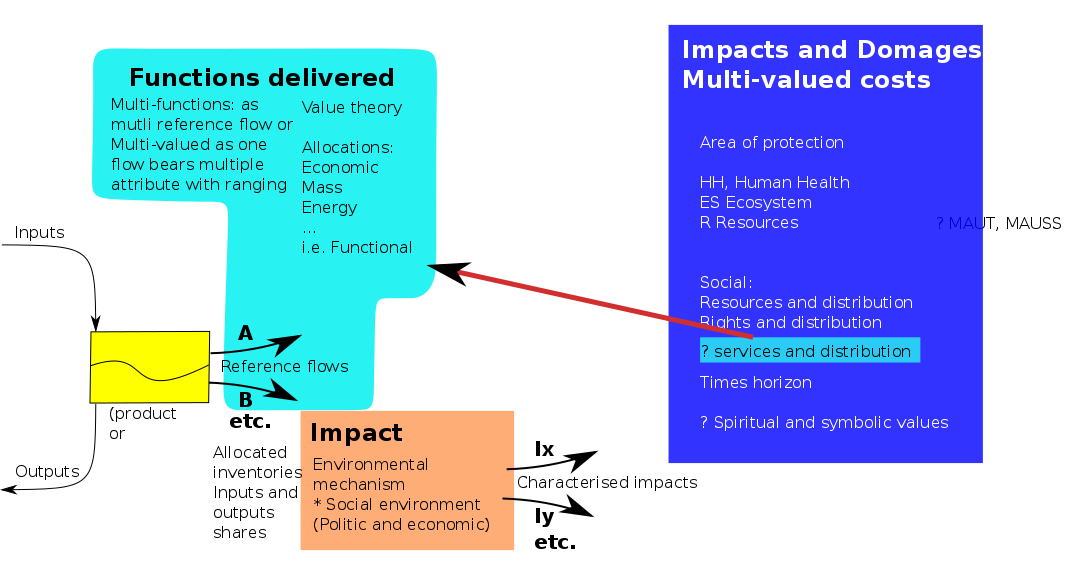 Functions delivered
Multi-functions: as
mutli reference flow or
Multi-valued as one
flow bears multiple
attribute with ranging
Value theory
Allocations:
Economic
Mass
Energy
...
i.e. Functional
Inputs
A
Reference flows
B
etc.
(product
or
Outputs
Allocated
inventories
Inputs and
outputs
shares
Impact
Environmental
mechanism
* Social environment
(Politic and economic)
Ix
Characterised impacts
Iy
etc.
Impacts and Domages
Multi-valued costs
Area of protection
HH, Human Health
ES Ecosystem
R Resources
? MAUT, MAUSS
Social:
Resources and distribution
Rights and distribution
? services and distribution
Times horizon
? Spiritual and symbolic values